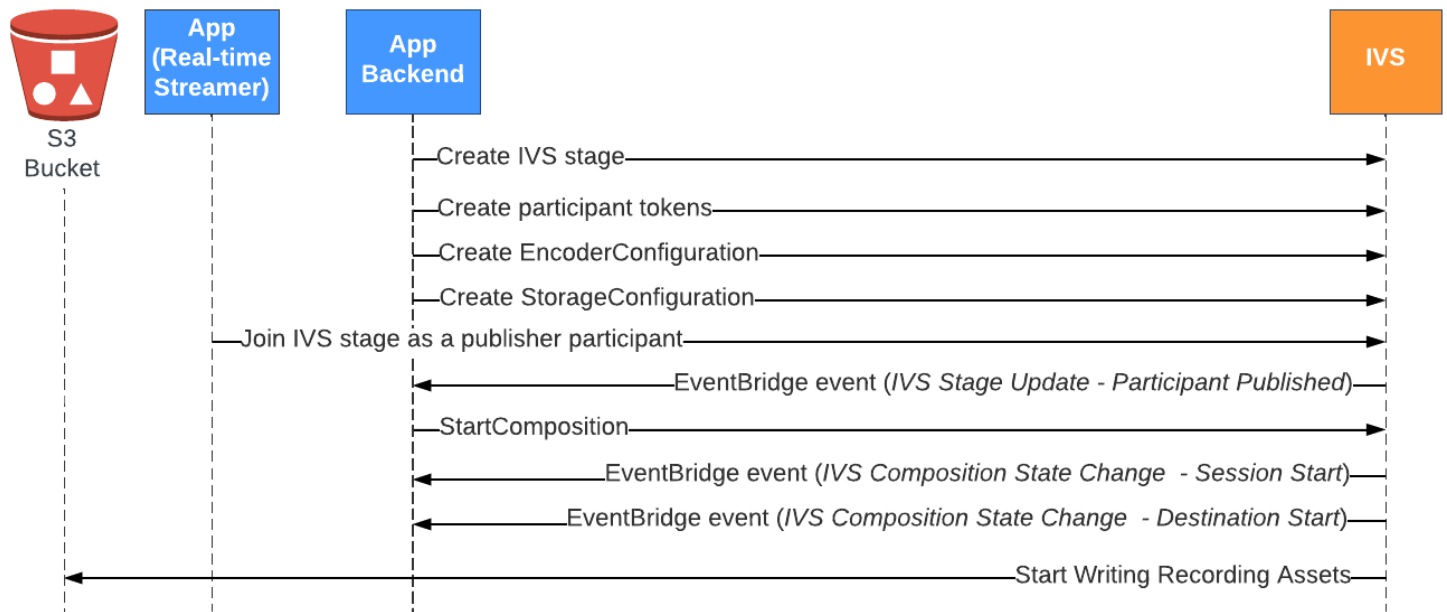 App
(Real-time
Streamer)
App
Backend
IVS
S3
Bucket
Create IVS stage
Create participant tokens
Create EncoderConfiguration
Create StorageConfiguration
Join IVS stage as a publisher participant
EventBridge event (IVS Stage Update - Participant Published)
StartComposition
EventBridge event (IVS Composition State Change - Session Start)
EventBridge event (IVS Composition State Change - Destination Start)
Start Writing Recording Assets